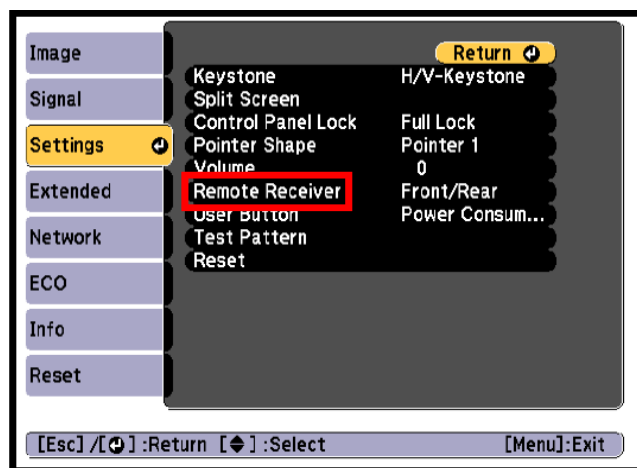 Image
Signal
Settings
Extended
Network
ECO
Info
Reset
Return
Keystone H/V-Keystone
Split Screen
Control Panel Lock Full Lock
Pointer Shape Pointer 1
Volume 0
Remote Receiver Front/Rear
User Button Power Consum...
Test Pattern
Reset
[Esc] /[⏎] :Return [◆] :Select [Menu]:Exit